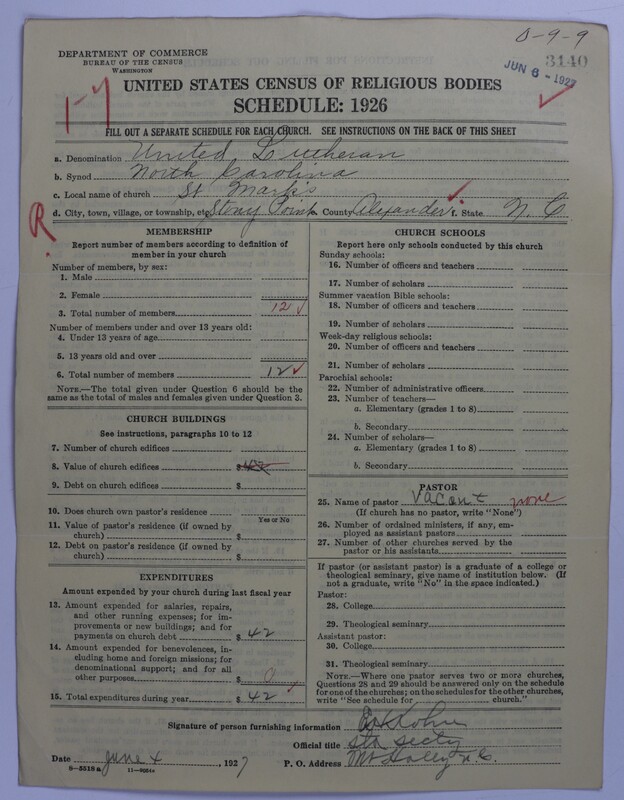 0-9-9
3140
JUN 6 - 1927
DEPARTMENT OF COMMERCE
BUREAU OF THE CENSUS
WASHINGTON
1-7
UNITED STATES CENSUS OF RELIGIOUS BODIES
SCHEDULE: 1926
FILL OUT A SEPARATE SCHEDULE FOR EACH CHURCH. SEE INSTRUCTIONS ON THE BACK OF THIS SHEET
a. Denomination United Lutheran
b. Synod North Carolina
c. Local name of church St Mark's
d. City, town, village, or township, etc. Stony Point e. County Alexander f. State N. C
R.
MEMBERSHIP
Report number of members according to definition of
member in your church
Number of members, by sex:
1. Male
2. Female
3. Total number of members 12 ✓
Number of members under and over 13 years old:
4. Under 13 years of age
5. 13 years old and over
6. Total number of members 12 ✓
NOTE.—The total given under Question 6 should be
same as the total of males and females given under Question 3.
CHURCH BUILDINGS
See instructions, paragraphs 10 to 12
7. Number of church edifices
8. Value of church edifices $
9. Debt on church edifices $
10. Does church own pastor's residence
Yes or No
11. Value of pastor's residence (if owned by
church) $
12. Debt on pastor's residence (if owned by
church) $
EXPENDITURES
Amount expended by your church during last fiscal year
13. Amount expended for salaries, repairs,
and other running expenses; for im-
provements or new buildings; and for
payments on church debt $ 42
14. Amount expended for benevolences, in-
cluding home and foreign missions; for
denominational support; and for all
other purposes $ 0
15. Total expenditures during year $ 42
CHURCH SCHOOLS
Report here only schools conducted by this church
Sunday schools:
16. Number of officers and teachers
17. Number of scholars
Summer vacation Bible schools:
18. Number of officers and teachers
19. Number of scholars
Week-day religious schools:
20. Number of officers and teachers
21. Number of scholars
Parochial schools:
22. Number of administrative officers
23. Number of teachers—
a. Elementary (grades 1 to 8)
b. Secondary
24. Number of scholars—
a. Elementary (grades 1 to 8)
b. Secondary
PASTOR
25. Name of pastor Vacant none
(If church has no pastor, write "None")
26. Number of ordained ministers, if any, em-
ployed as assistant pastors
27. Number of other churches served by the
pastor or his assistants
If pastor (or assistant pastor) is a graduate of a college or
theological seminary, give name of institution below. (If
not a graduate, write "No" in the space indicated.)
Pastor:
28. College
29. Theological seminary
Assistant pastor:
30. College
31. Theological seminary
NOTE.—Where one pastor serves two or more churches,
Questions 28 and 29 should be answered only on the schedule
for one of the churches; on the schedules for the other churches,
write "See schedule for church."
Signature of person furnishing information
Official title Sta Secty
Date June 4, 1927 P. O. Address Mt Holly N. C.
8—5518 a 11—8064